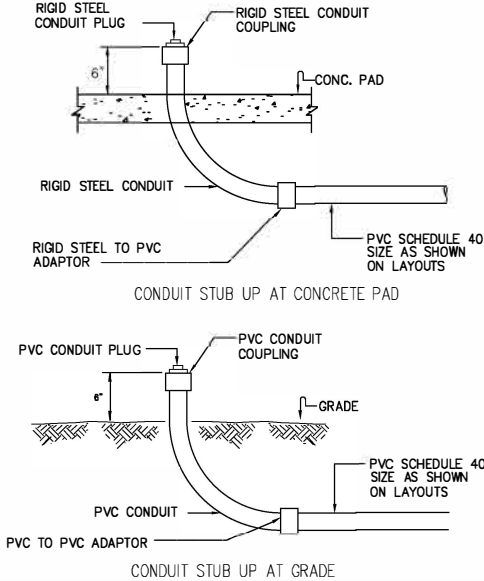 RIGID STEEL
CONDUIT PLUG
RIGID STEEL CONDUIT
COUPLING
6"
CONC. PAD
RIGID STEEL CONDUIT
RIGID STEEL TO PVC
ADAPTOR
PVC SCHEDULE 40
SIZE AS SHOWN
ON LAYOUTS
CONDUIT STUB UP AT CONCRETE PAD
PVC CONDUIT PLUG
PVC CONDUIT
COUPLING
6"
GRADE
PVC SCHEDULE 40
SIZE AS SHOWN
ON LAYOUTS
PVC CONDUIT
PVC TO PVC ADAPTOR
CONDUIT STUB UP AT GRADE